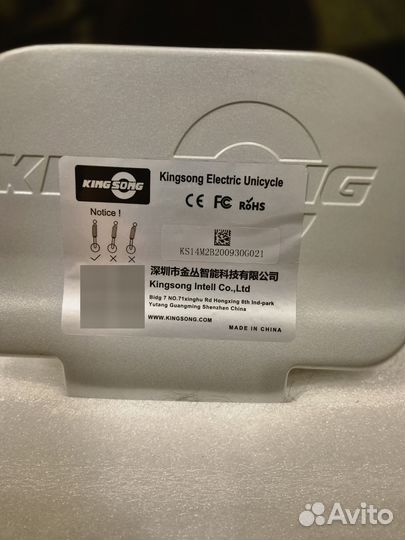 KINGSONG
KINGSONG
Kingsong Electric Unicycle
CE FC RoHS
Notice !
KS14M2B200930G021
深圳市金丛智能科技有限公司
Kingsong Intell Co.,Ltd
Bldg 7 NO.71xinghu Rd Hongxing 8th Ind-park
Yutang Guangming Shenzhen China
WWW.KINGSONG.COM
MADE IN CHINA
Avito